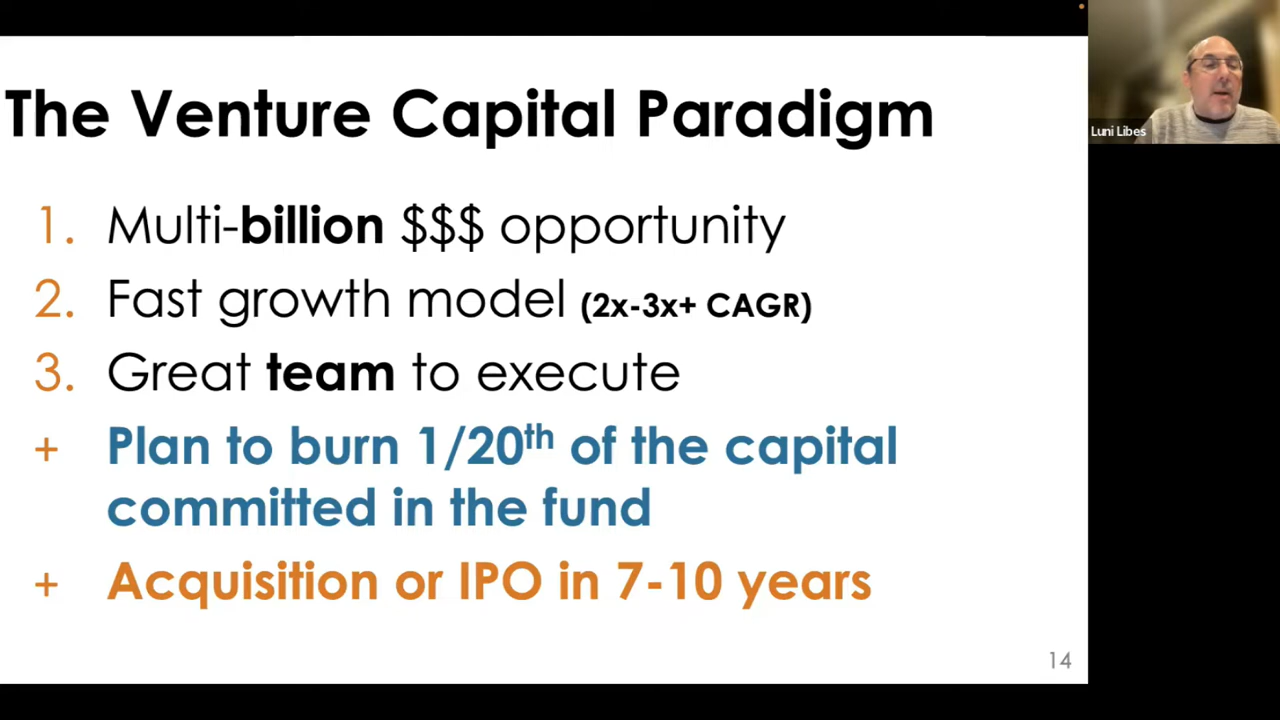 The Venture Capital Paradigm
1. Multi-billion $$$ opportunity
2. Fast growth model (2x-3x+ CAGR)
3. Great team to execute
+ Plan to burn 1/20th of the capital
committed in the fund
+ Acquisition or IPO in 7-10 years
14
Luni Libes